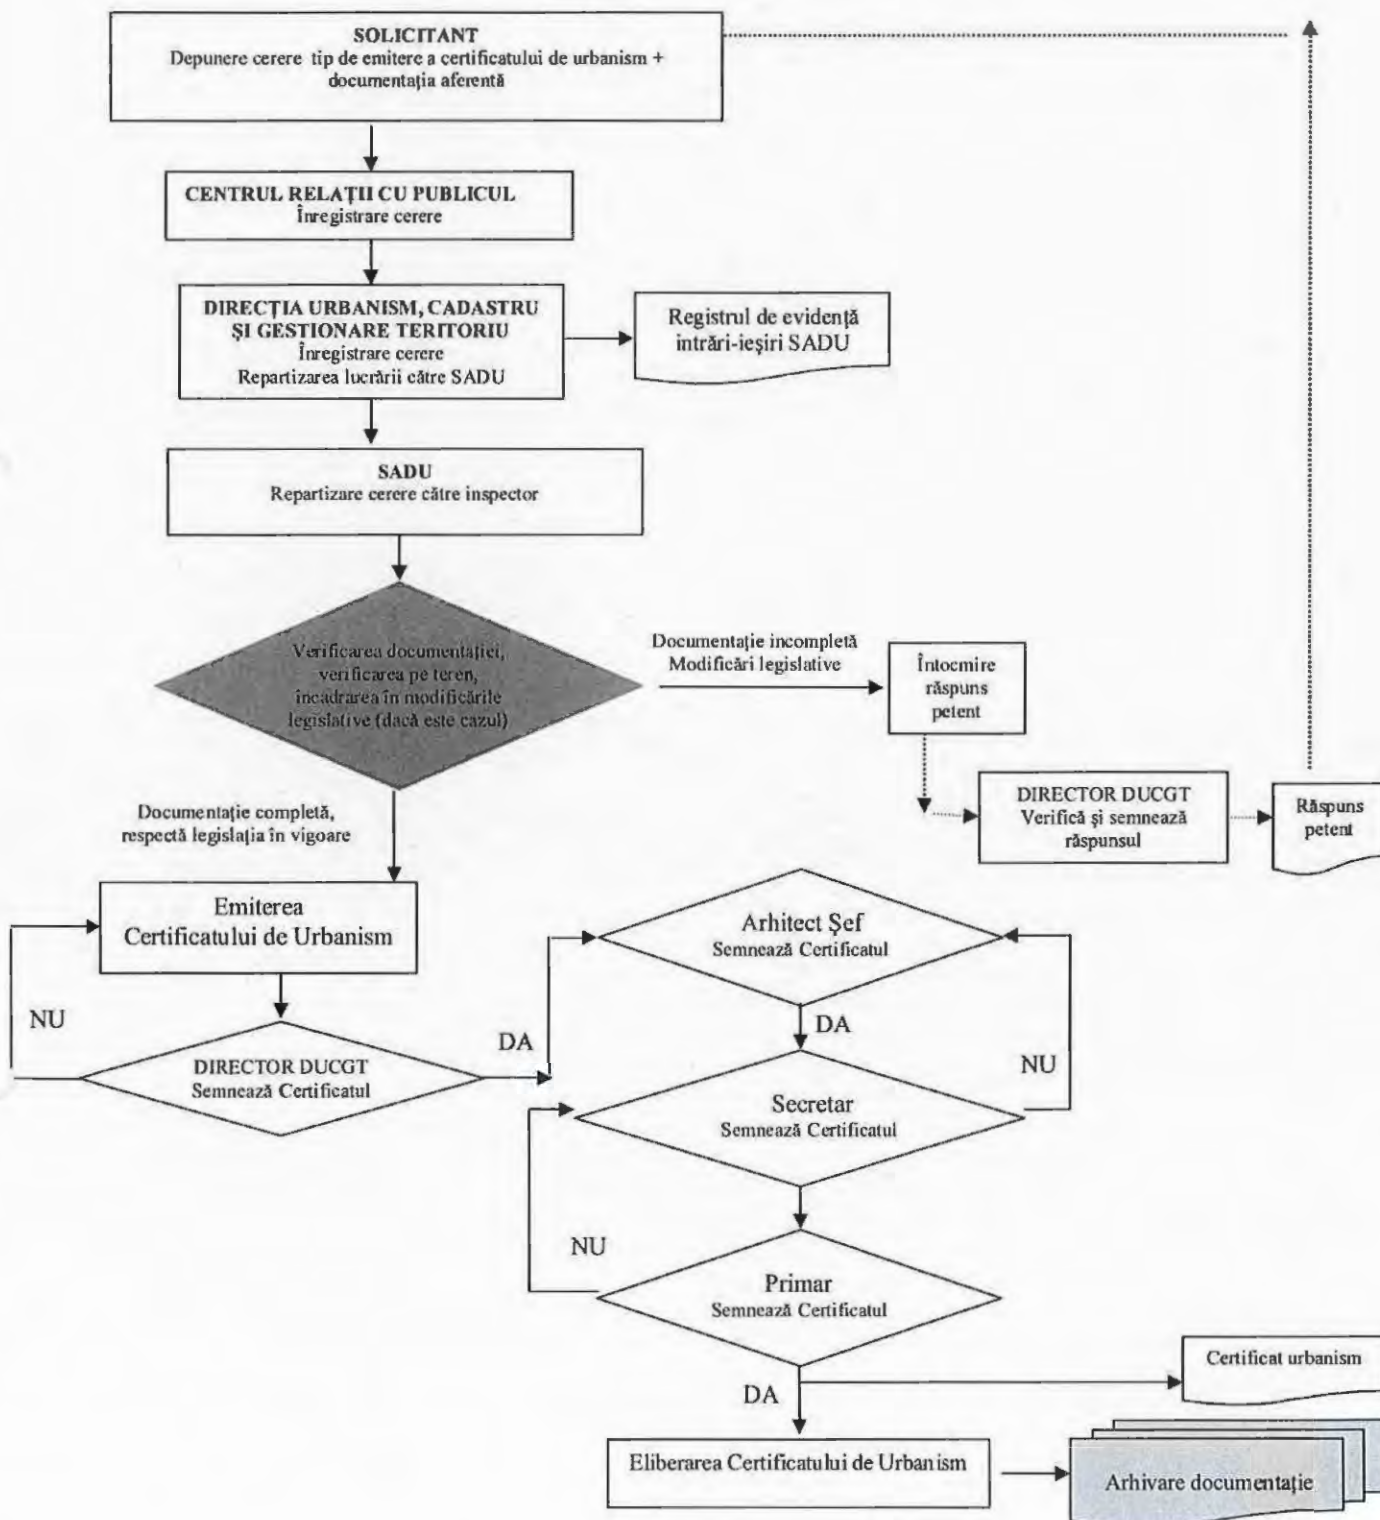 SOLICITANT
Depunere cerere tip de emitere a certificatului de urbanism +
documentația aferentă
CENTRUL RELAȚII CU PUBLICUL
Înregistrare cerere
DIRECȚIA URBANISM, CADASTRU
ȘI GESTIONARE TERITORIU
Înregistrare cerere
Repartizarea lucrării către SADU
Registrul de evidență
intrări-ieșiri SADU
SADU
Repartizare cerere către inspector
Verificarea documentației,
verificarea pe teren,
încadrarea în modificările
legislative (dacă este cazul)
Documentație incompletă
Modificări legislative
Întocmire
răspuns
petent
DIRECTOR DUCGT
Verifică și semnează
răspunsul
Răspuns
petent
Documentație completă,
respectă legislația în vigoare
Emiterea
Certificatului de Urbanism
NU
DIRECTOR DUCGT
Semnează Certificatul
DA
Arhitect Șef
Semnează Certificatul
DA
NU
Secretar
Semnează Certificatul
NU
Primar
Semnează Certificatul
DA
Certificat urbanism
Eliberarea Certificatului de Urbanism
Arhivare documentație